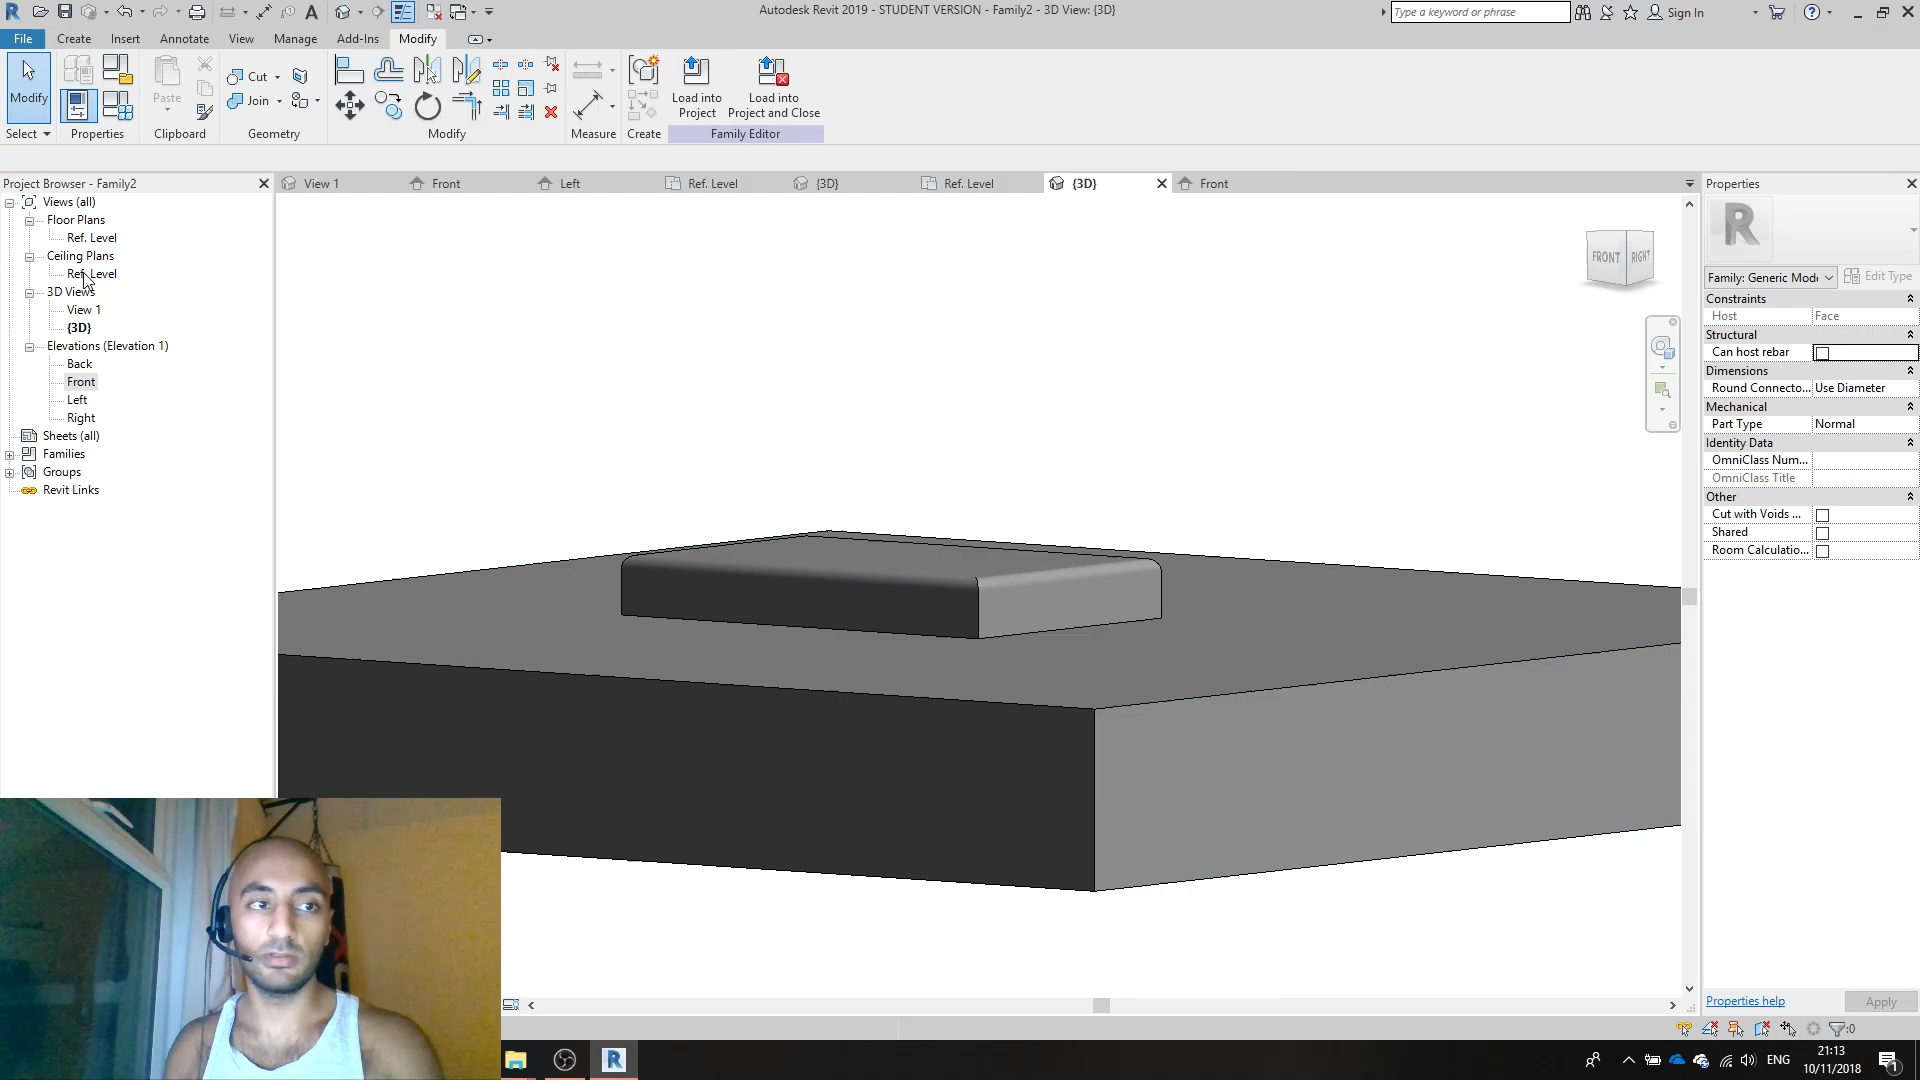 Autodesk Revit 2019 - STUDENT VERSION - Family2 - 3D View: {3D}
Type a keyword or phrase
Sign In
File
Create
Insert
Annotate
View
Manage
Add-Ins
Modify
Modify
Paste
Cut
Join
Load into
Project
Load into
Project and Close
Select
Properties
Clipboard
Geometry
Modify
Measure
Create
Family Editor
Project Browser - Family2
View 1
Front
Left
Ref. Level
{3D}
Ref. Level
{3D}
Front
Views (all)
Floor Plans
Ref. Level
Ceiling Plans
Ref. Level
3D Views
View 1
{3D}
Elevations (Elevation 1)
Back
Front
Left
Right
Sheets (all)
Families
Groups
Revit Links
FRONT
RIGHT
Properties
Family: Generic Mode
Edit Type
Constraints
Host
Face
Structural
Can host rebar
Dimensions
Round Connecto...
Use Diameter
Mechanical
Part Type
Normal
Identity Data
OmniClass Num...
OmniClass Title
Other
Cut with Voids ...
Shared
Room Calculatio...
Properties help
Apply
:0
ENG
21:13
10/11/2018